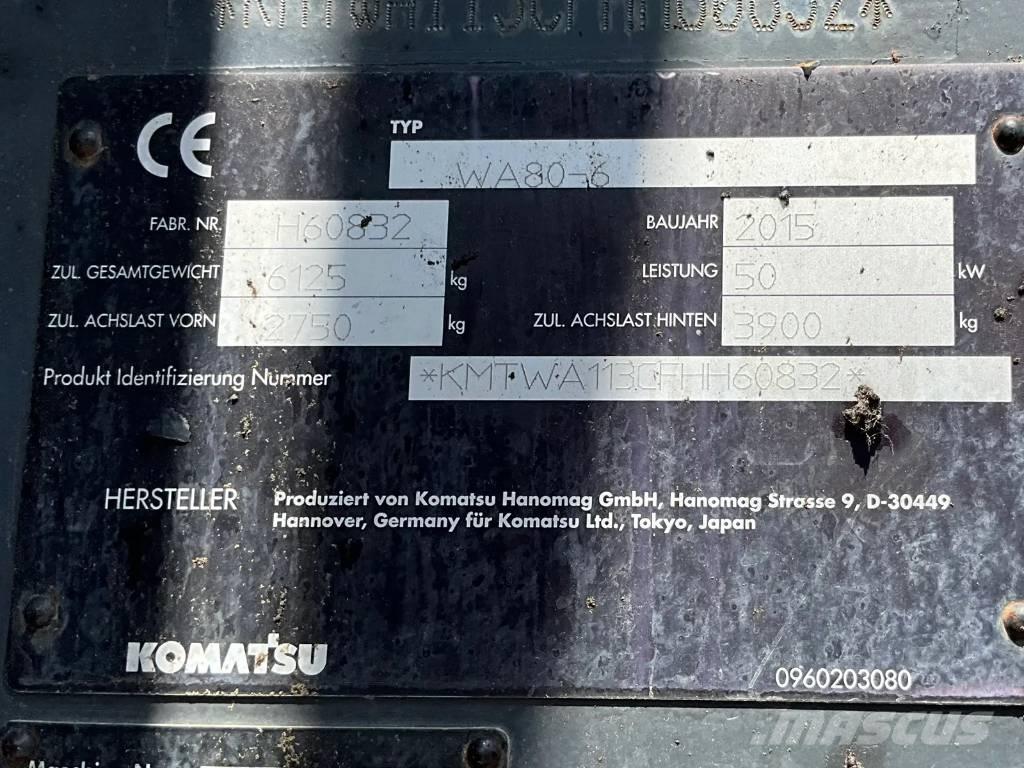 *KMTWA113CFHH60832*
CE
TYP
WA80-6
FABR. NR. H60832 BAUJAHR 2015
ZUL. GESAMTGEWICHT 6125 kg LEISTUNG 50 kW
ZUL. ACHSLAST VORN 2750 kg ZUL. ACHSLAST HINTEN 3900 kg
Produkt Identifizierung Nummer *KMTWA113CFHH60832*
HERSTELLER Produziert von Komatsu Hanomag GmbH, Hanomag Strasse 9, D-30449
Hannover, Germany für Komatsu Ltd., Tokyo, Japan
KOMATSU
0960203080
MASCUS